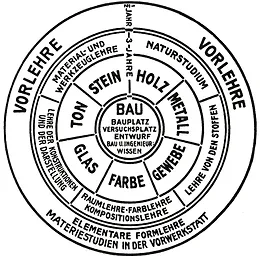 VORLEHRE
VORLEHRE
½ JAHR
3 JAHRE
MATERIAL- UND
WERKZEUGLEHRE
NATURSTUDIUM
LEHRE VON DEN STOFFEN
RAUMLEHRE-FARBLEHRE
KOMPOSITIONSLEHRE
LEHRE DER KONSTRUKTIONEN
UND DER DARSTELLUNG
STEIN
HOLZ
METALL
GEWEBE
FARBE
GLAS
TON
BAU
BAUPLATZ
VERSUCHSPLATZ
ENTWURF
BAU U. INGENIEUR-
WISSEN
ELEMENTARE FORMLEHRE
MATERIESTUDIEN IN DER VORWERKSTATT